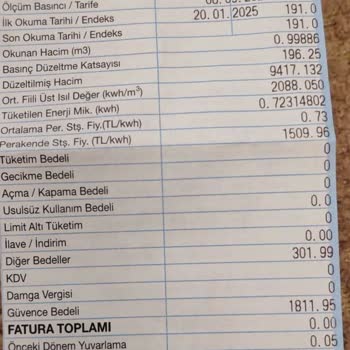 Ölçüm Basıncı / Tarife
İlk Okuma Tarihi / Endeks
Son Okuma Tarihi / Endeks 20.01.2025 191.0
Okunan Hacim (m3) 191.0
Basınç Düzeltme Katsayısı 0.99886
Düzeltilmiş Hacim 196.25
Ort. Fiili Üst Isıl Değer (kwh/m³) 9417.132
Tüketilen Enerji Mik. (kwh) 2088.050
Ortalama Per. Stş. Fiy.(TL/kwh) 0.72314802
Perakende Stş. Fiy. (TL/kwh) 0.73
Tüketim Bedeli 1509.96
Gecikme Bedeli 0
Açma / Kapama Bedeli 0
Usulsüz Kullanım Bedeli 0
Limit Altı Tüketim 0.0
İlave / İndirim 0
Diğer Bedeller 0.00
KDV 301.99
Damga Vergisi 0
Güvence Bedeli 0
FATURA TOPLAMI 1811.95
Önceki Dönem Yuvarlama 0.00
0.05